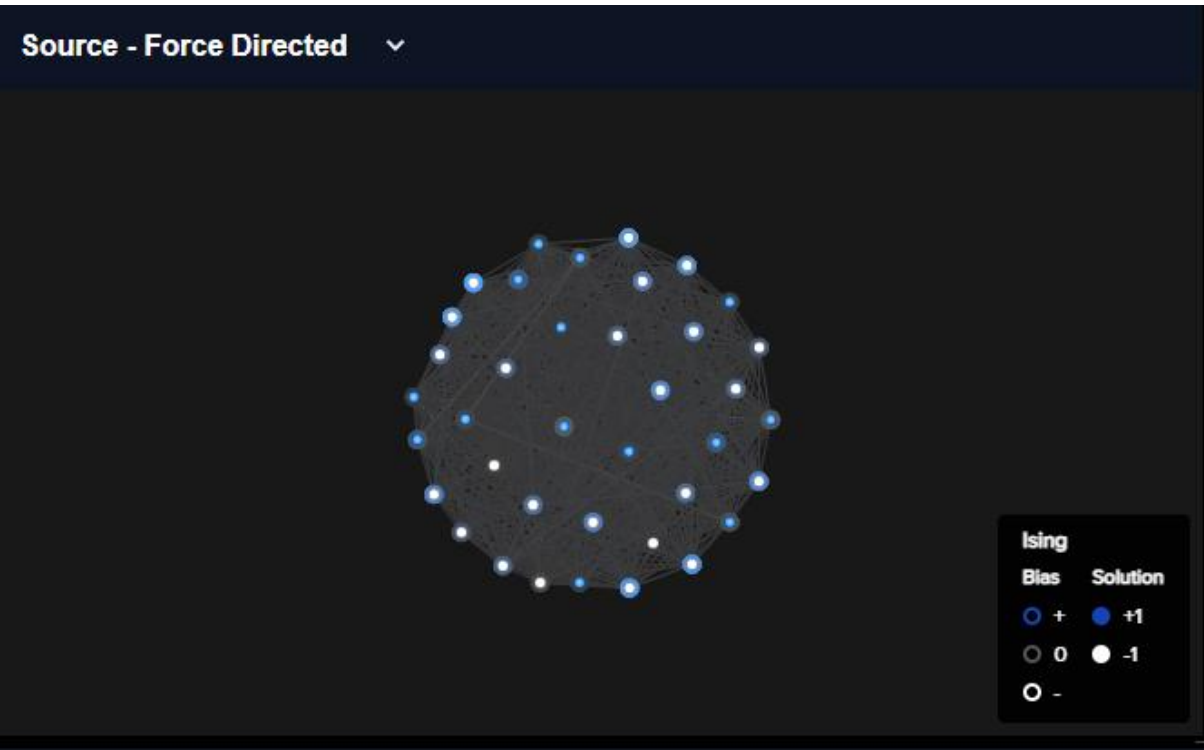 Source - Force Directed
Ising
Bias Solution
+ +1
0 -1
-